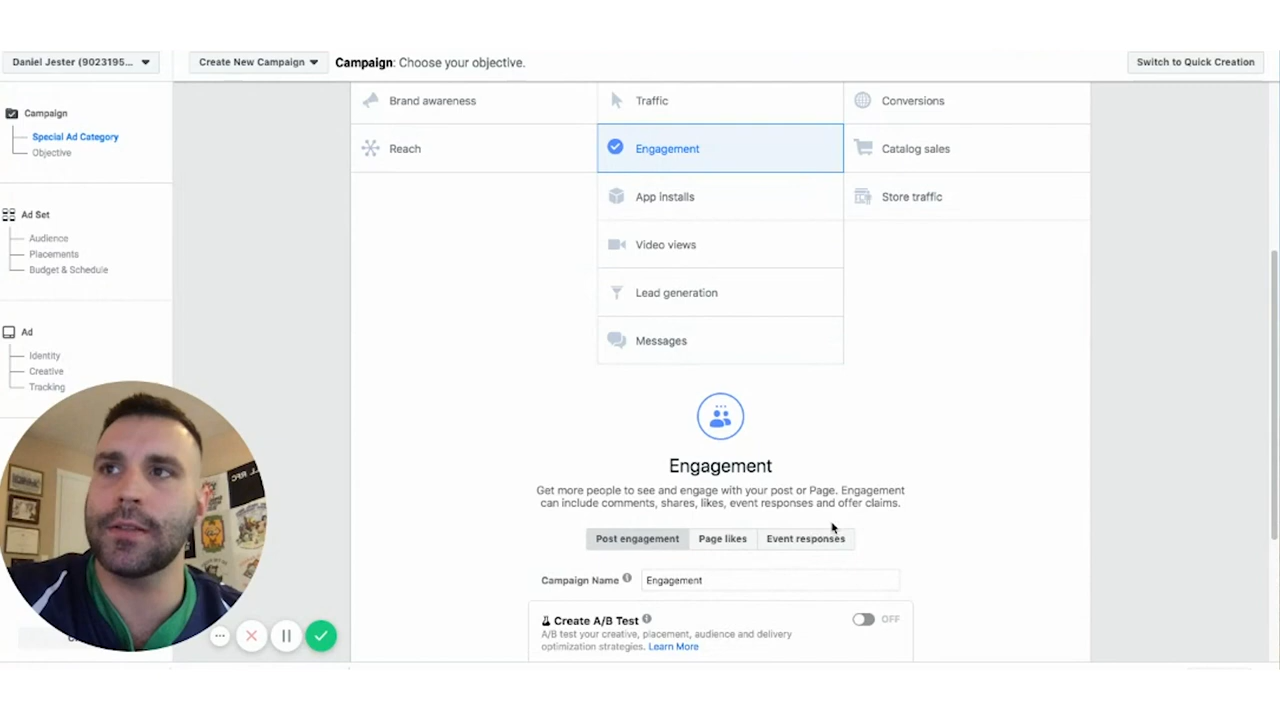 Daniel Jester (9023195...
Create New Campaign
Campaign: Choose your objective.
Switch to Quick Creation
Campaign
Special Ad Category
Objective
Ad Set
Audience
Placements
Budget & Schedule
Ad
Identity
Creative
Tracking
Brand awareness
Traffic
Conversions
Reach
Engagement
Catalog sales
App installs
Store traffic
Video views
Lead generation
Messages
Engagement
Get more people to see and engage with your post or Page. Engagement
can include comments, shares, likes, event responses and offer claims.
Post engagement
Page likes
Event responses
Campaign Name
Engagement
Create A/B Test
OFF
A/B test your creative, placement, audience and delivery
optimization strategies. Learn More